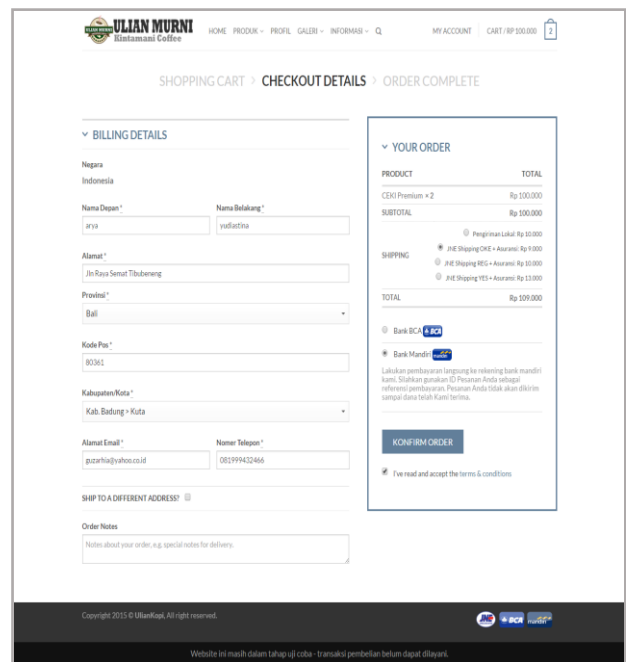 ULIAN MURNI
Kintamani Coffee
HOME PRODUK PROFIL GALERI INFORMASI MY ACCOUNT CART / RP 100.000 2
SHOPPING CART > CHECKOUT DETAILS > ORDER COMPLETE
BILLING DETAILS
Negara
Indonesia
Nama Depan * Nama Belakang *
arya yudiastina
Alamat *
Jln Raya Semat Tibubeneng
Provinsi *
Bali
Kode Pos *
80361
Kabupaten/Kota *
Kab. Badung > Kuta
Alamat Email * Nomer Telepon *
guzarhia@yahoo.co.id 081999432466
SHIP TO A DIFFERENT ADDRESS?
Order Notes
Notes about your order, e.g. special notes for delivery.
YOUR ORDER
PRODUCT TOTAL
CEKI Premium × 2 Rp 100.000
SUBTOTAL Rp 100.000
SHIPPING
Pengiriman Lokal: Rp 10.000
JNE Shipping OKE + Asuransi: Rp 9.000
JNE Shipping REG + Asuransi: Rp 10.000
JNE Shipping YES + Asuransi: Rp 13.000
TOTAL Rp 109.000
Bank BCA BCA
Bank Mandiri mandiri
Lakukan pembayaran langsung ke rekening bank mandiri
kami. Silahkan gunakan ID Pesanan Anda sebagai
referensi pembayaran. Pesanan Anda tidak akan dikirim
sampai dana telah Kami terima.
KONFIRM ORDER
I've read and accept the terms & conditions
Copyright 2015 © UlianKopi, All right reserved.
JNE BCA mandiri
Website ini masih dalam tahap uji coba - transaksi pembelian belum dapat dilayani.